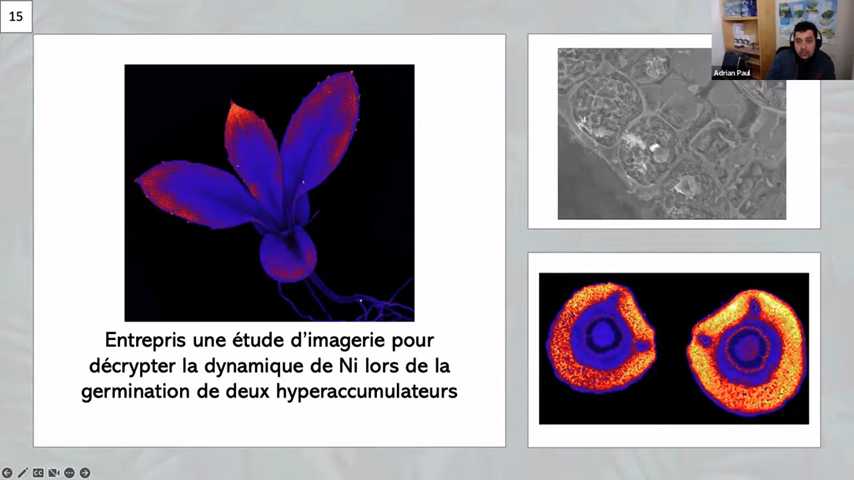 15
Adrian Paul
Entrepris une étude d'imagerie pour
décrypter la dynamique de Ni lors de la
germination de deux hyperaccumulateurs